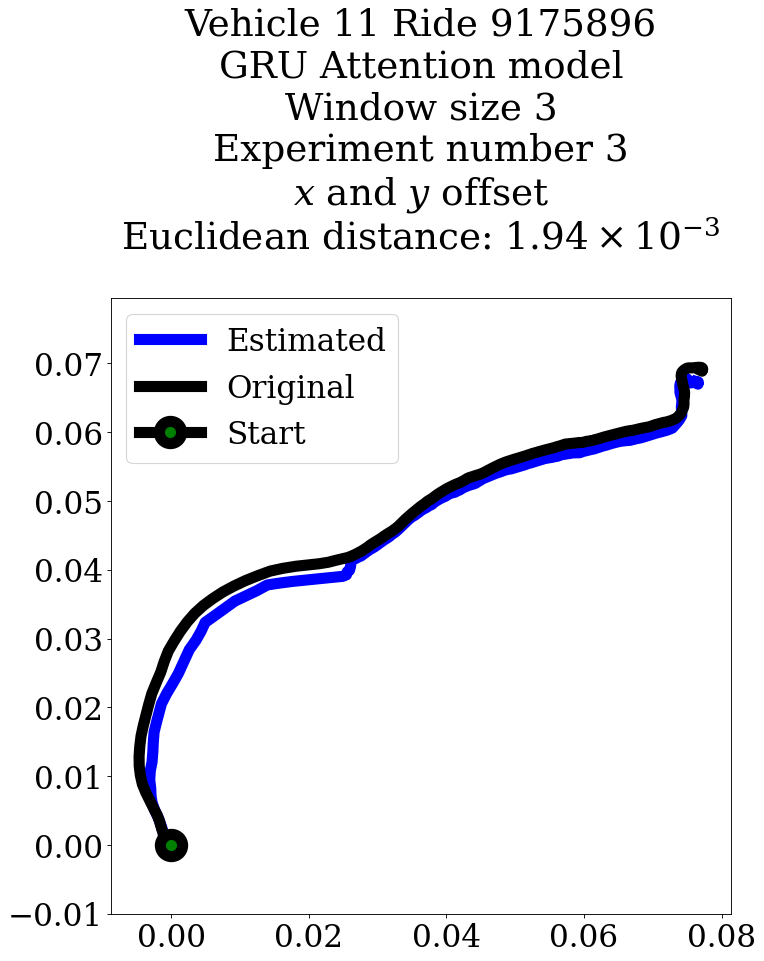 Vehicle 11 Ride 9175896
GRU Attention model
Window size 3
Experiment number 3
x and y offset
Euclidean distance: 1.94 × 10⁻³
Estimated
Original
Start
0.07
0.06
0.05
0.04
0.03
0.02
0.01
0.00
−0.01
0.00 0.02 0.04 0.06 0.08